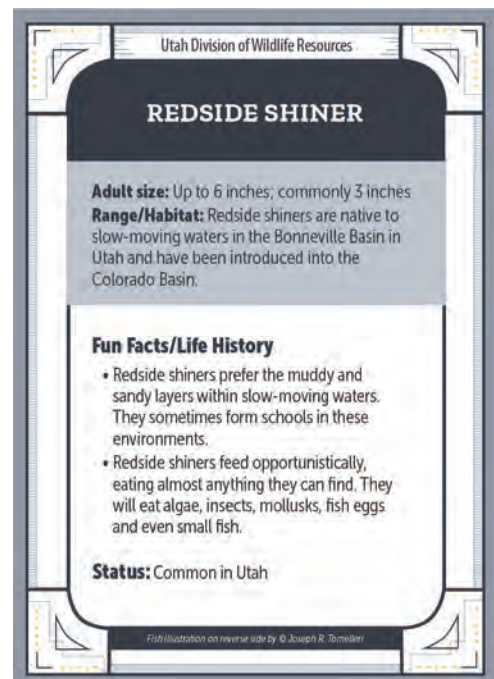 Utah Division of Wildlife Resources
REDSIDE SHINER
Adult size: Up to 6 inches; commonly 3 inches
Range/Habitat: Redside shiners are native to
slow-moving waters in the Bonneville Basin in
Utah and have been introduced into the
Colorado Basin.
Fun Facts/Life History
• Redside shiners prefer the muddy and
sandy layers within slow-moving waters.
They sometimes form schools in these
environments.
• Redside shiners feed opportunistically,
eating almost anything they can find. They
will eat algae, insects, mollusks, fish eggs
and even small fish.
Status: Common in Utah
Fish illustration on reverse side by © Joseph R. Tomelleri